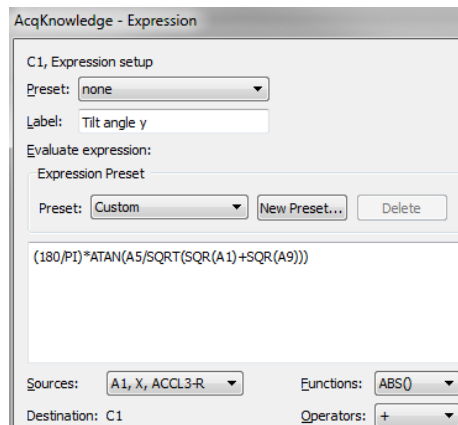 AcqKnowledge - Expression
C1, Expression setup
Preset: none
Label: Tilt angle y
Evaluate expression:
Expression Preset
Preset: Custom New Preset... Delete
(180/PI)*ATAN(A5/SQRT(SQR(A1)+SQR(A9)))
Sources: A1, X, ACCL3-R Functions: ABS()
Destination: C1 Operators: +